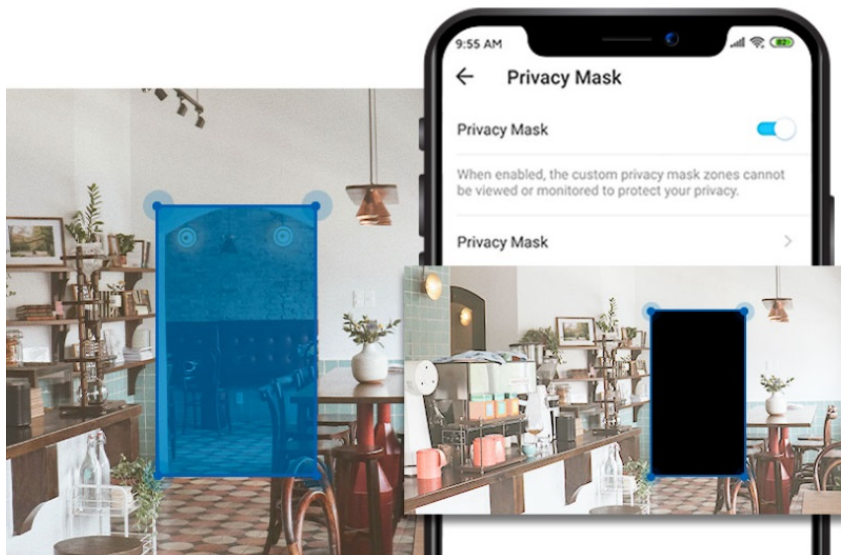 9:55 AM
82
Privacy Mask
Privacy Mask
When enabled, the custom privacy mask zones cannot
be viewed or monitored to protect your privacy.
Privacy Mask